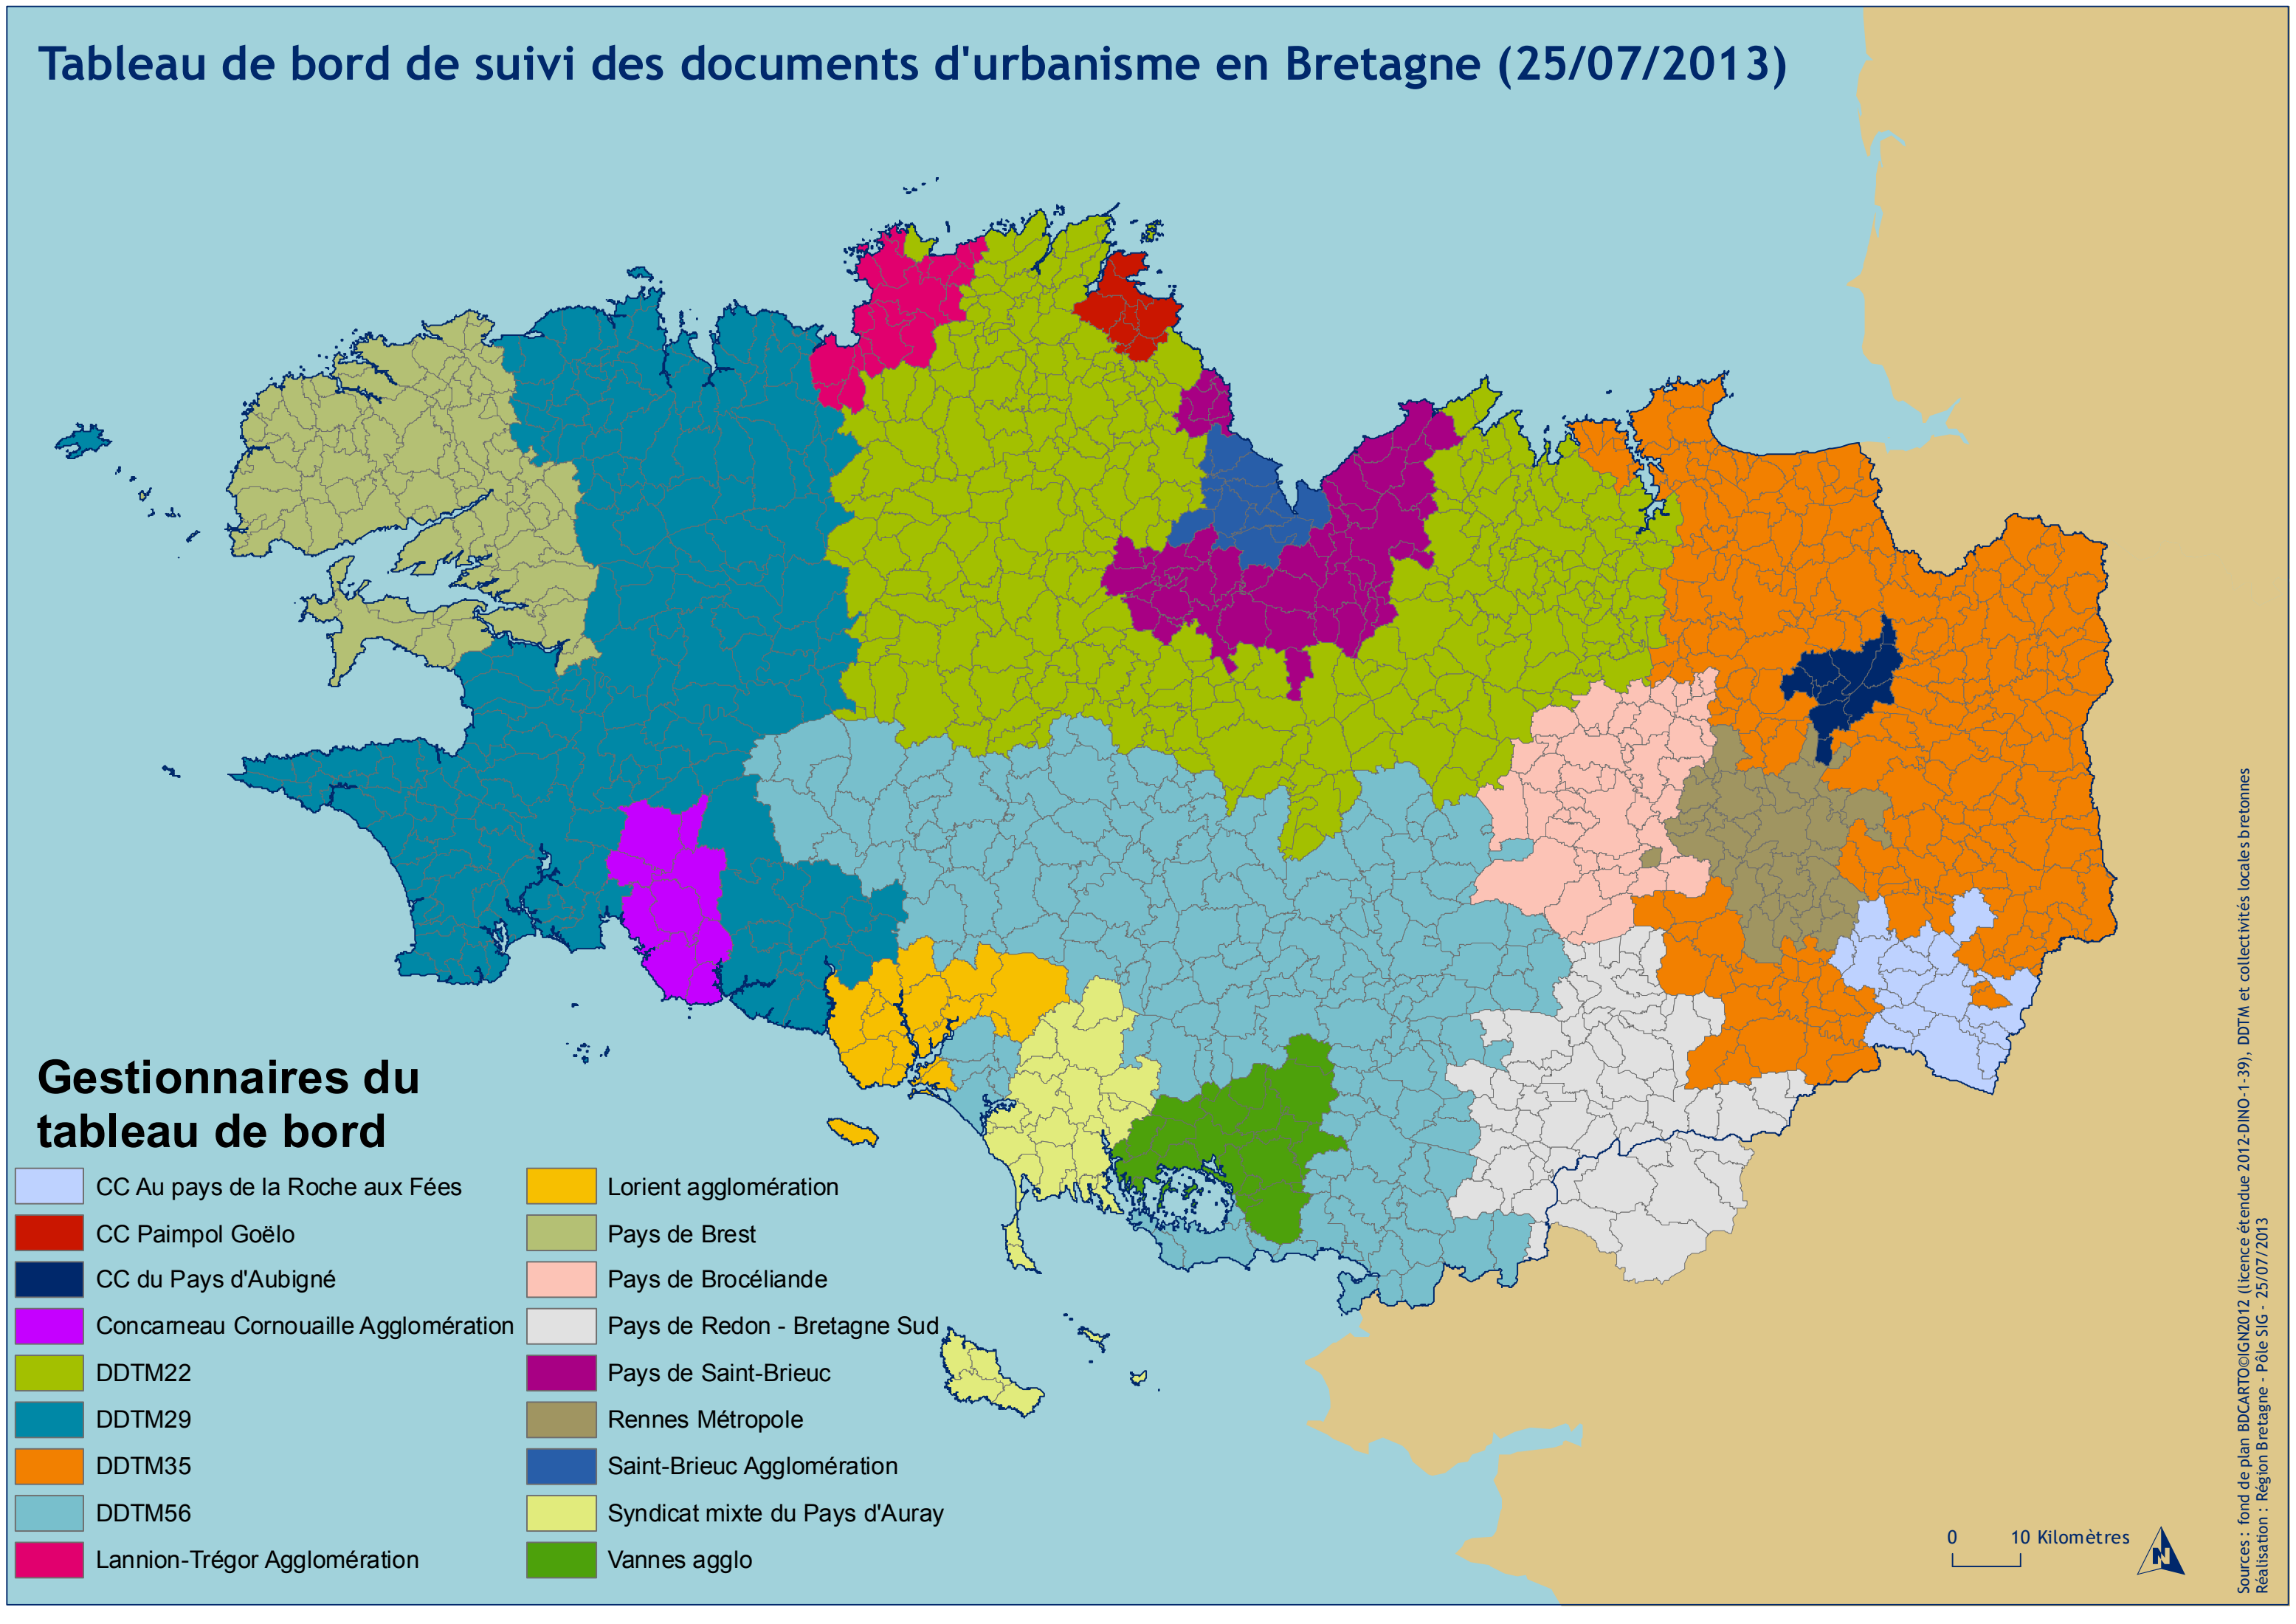 Tableau de bord de suivi des documents d'urbanisme en Bretagne (25/07/2013)
Gestionnaires du
tableau de bord
CC Au pays de la Roche aux Fées
CC Paimpol Goëlo
CC du Pays d'Aubigné
Concarneau Cornouaille Agglomération
DDTM22
DDTM29
DDTM35
DDTM56
Lannion-Trégor Agglomération
Lorient agglomération
Pays de Brest
Pays de Brocéliande
Pays de Redon - Bretagne Sud
Pays de Saint-Brieuc
Rennes Métropole
Saint-Brieuc Agglomération
Syndicat mixte du Pays d'Auray
Vannes agglo
0 10 Kilomètres
N
Sources : fond de plan BDCARTO©IGN2012 (licence étendue 2012-DINO-1-39), DDTM et collectivités locales bretonnes
Réalisation : Région Bretagne - Pôle SIG - 25/07/2013